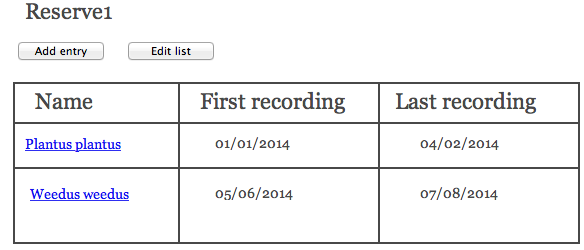 Reserve1
Add entry Edit list
Name First recording Last recording
Plantus plantus 01/01/2014 04/02/2014
Weedus weedus 05/06/2014 07/08/2014